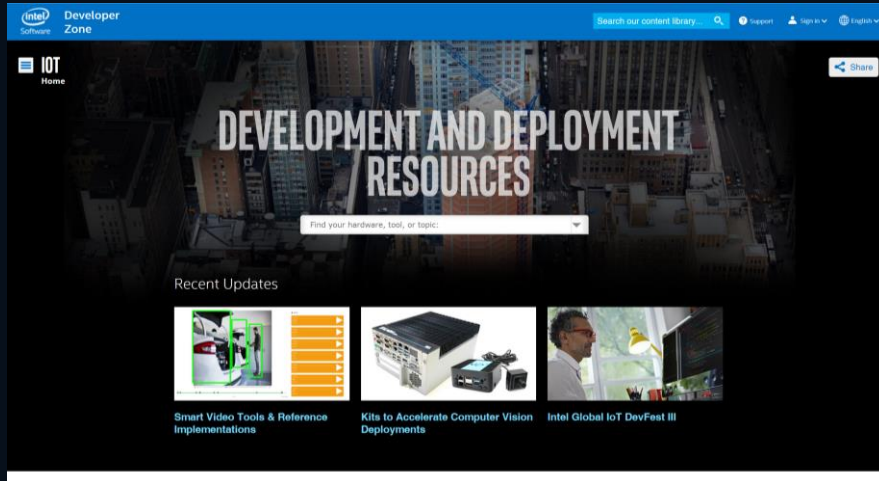 intel
Software
Developer
Zone
Search our content library...
Support
Sign In
English
IOT
Home
Share
DEVELOPMENT AND DEPLOYMENT
RESOURCES
Find your hardware, tool, or topic:
Recent Updates
Smart Video Tools & Reference
Implementations
Kits to Accelerate Computer Vision
Deployments
Intel Global IoT DevFest III